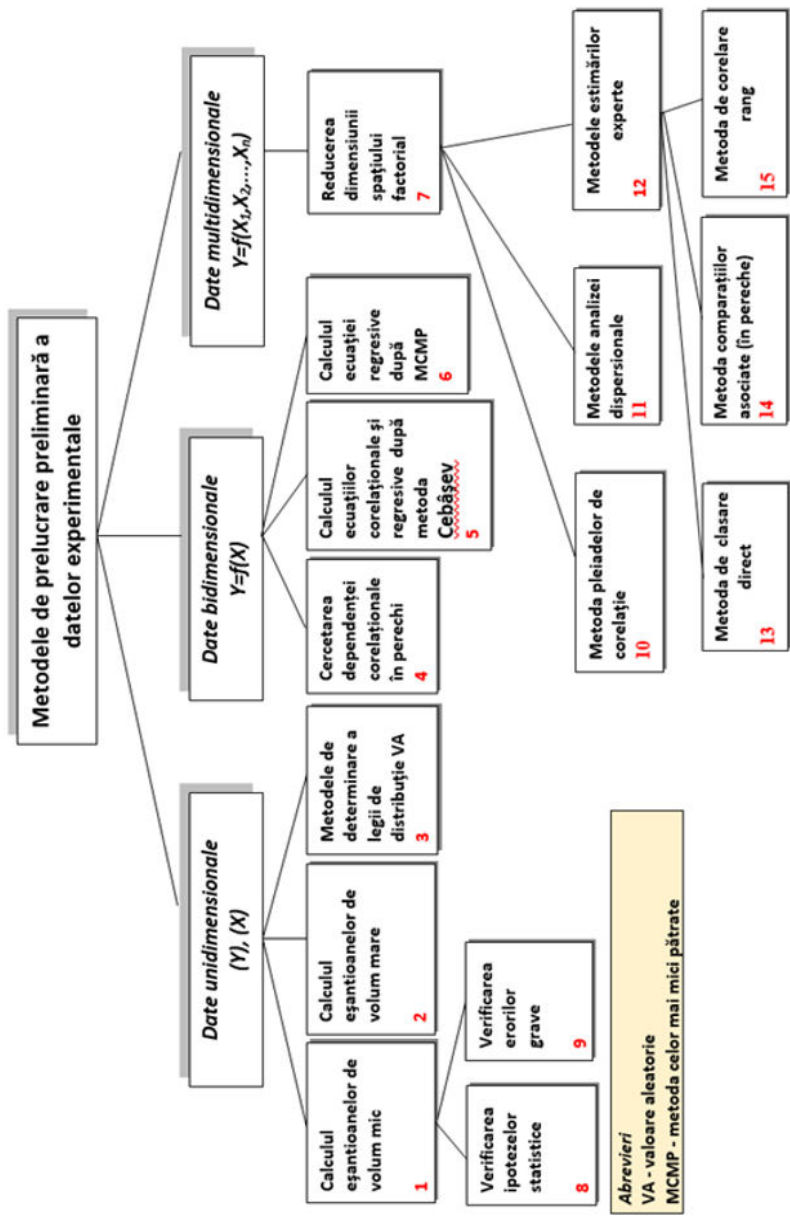 Metodele de prelucrare preliminară a
datelor experimentale
Date unidimensionale
(Y), (X)
Date bidimensionale
Y=f(X)
Date multidimensionale
Y=f(X₁,X₂,...,Xₙ)
Calculul
eșantioanelor de
volum mic
1
Calculul
eșantioanelor de
volum mare
2
Metodele de
determinare a
legii de
distribuție VA
3
Cercetarea
dependenței
corelaționale
în perechi
4
Calculul
ecuațiilor
corelaționale și
regresive după
metoda
Cebâșev
5
Calculul
ecuației
regresive
după
MCMP
6
Reducerea
dimensiunii
spațiului
factorial
7
Verificarea
ipotezelor
statistice
8
Verificarea
erorilor
grave
9
Metoda pleiadelor de
corelație
10
Metodele analizei
dispersionale
11
Metodele estimărilor
experte
12
Metoda de clasare
direct
13
Metoda comparațiilor
asociate (în pereche)
14
Metoda de corelare
rang
15
Abrevieri
VA - valoare aleatorie
MCMP - metoda celor mai mici pătrate